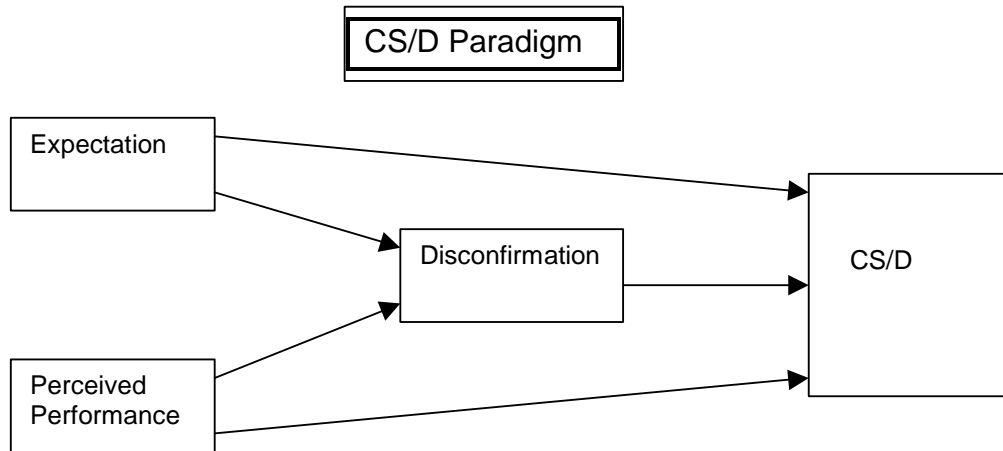 CS/D Paradigm
Expectation
Disconfirmation
CS/D
Perceived
Performance